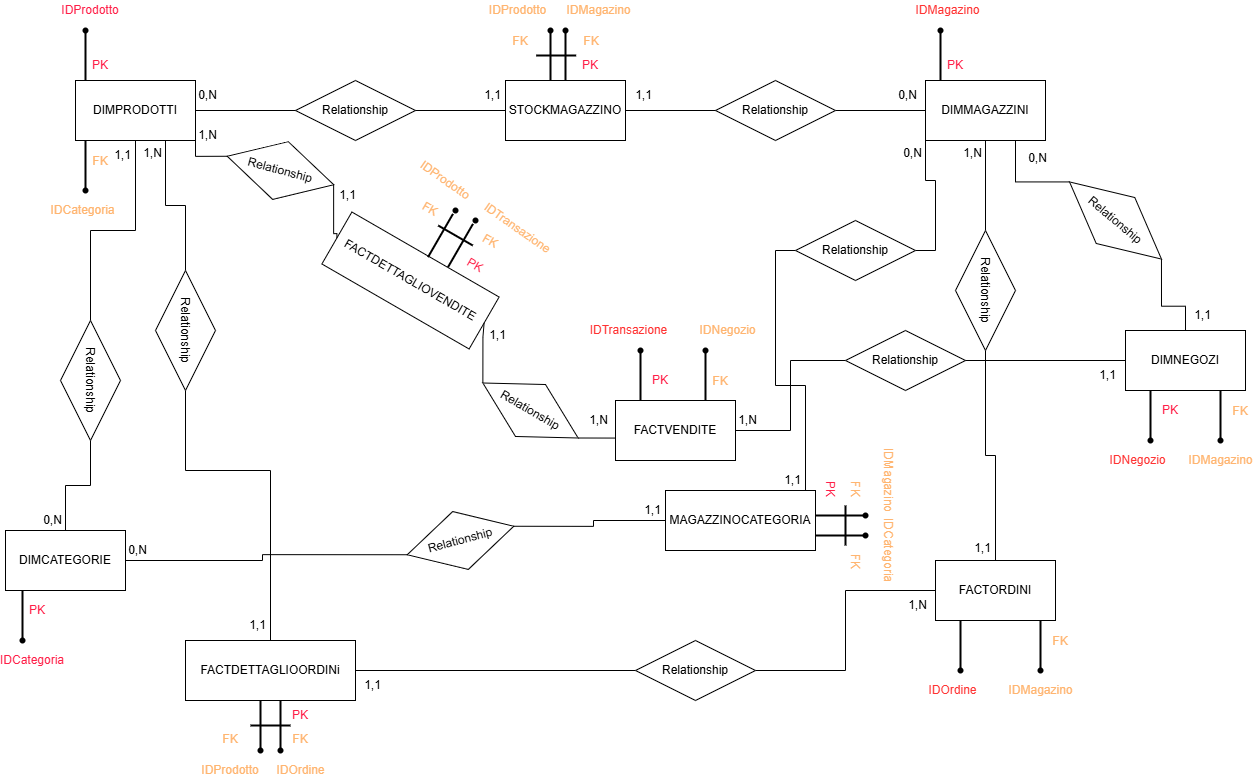 IDProdotto
IDProdotto
IDMagazino
IDMagazino
FK
FK
PK
PK
PK
DIMPRODOTTI
0,N
Relationship
1,1
STOCKMAGAZZINO
1,1
Relationship
0,N
DIMMAGAZZINI
1,N
FK
1,1
1,N
IDCategoria
Relationship
1,1
0,N
1,N
0,N
IDProdotto
IDTransazione
FK
FK
PK
FACTDETTAGLIOVENDITE
1,1
Relationship
Relationship
Relationship
Relationship
Relationship
1,1
IDTransazione
IDNegozio
PK
FK
Relationship
DIMNEGOZI
1,1
Relationship
1,N
FACTVENDITE
1,N
PK
FK
IDNegozio
IDMagazino
1,1
PK
FK
IDMagazino
IDCategoria
FK
1,1
MAGAZZINOCATEGORIA
0,N
DIMCATEGORIE
0,N
Relationship
1,1
FACTORDINI
1,N
PK
IDCategoria
1,1
FACTDETTAGLIOORDINi
1,1
Relationship
FK
IDOrdine
IDMagazino
PK
FK
FK
IDProdotto
IDOrdine